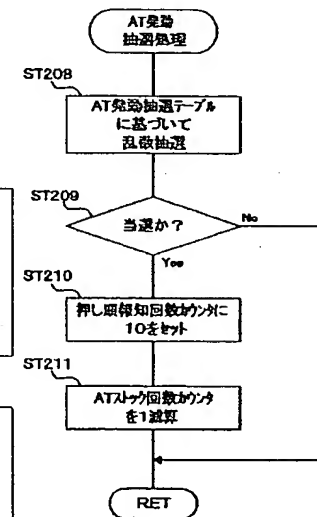 AT発動
抽選処理
ST208
AT発動抽選テーブル
に基づいて
乱数抽選
ST209
当選か？
No
Yes
ST210
押し順報知回数カウンタに
10をセット
ST211
ATストック回数カウンタ
を1減算
RET